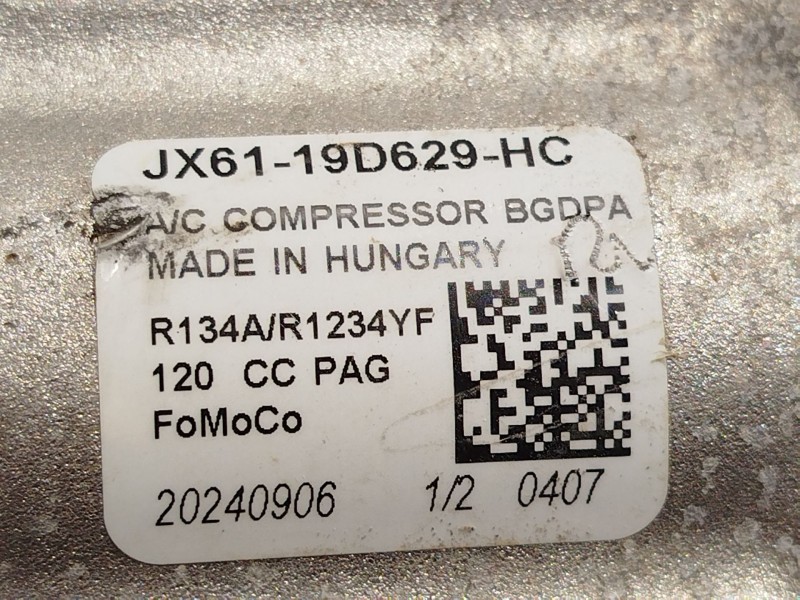 JX61-19D629-HC
A/C COMPRESSOR BGDPA
MADE IN HUNGARY
R134A/R1234YF
120 CC PAG
FoMoCo
20240906 1/2 0407